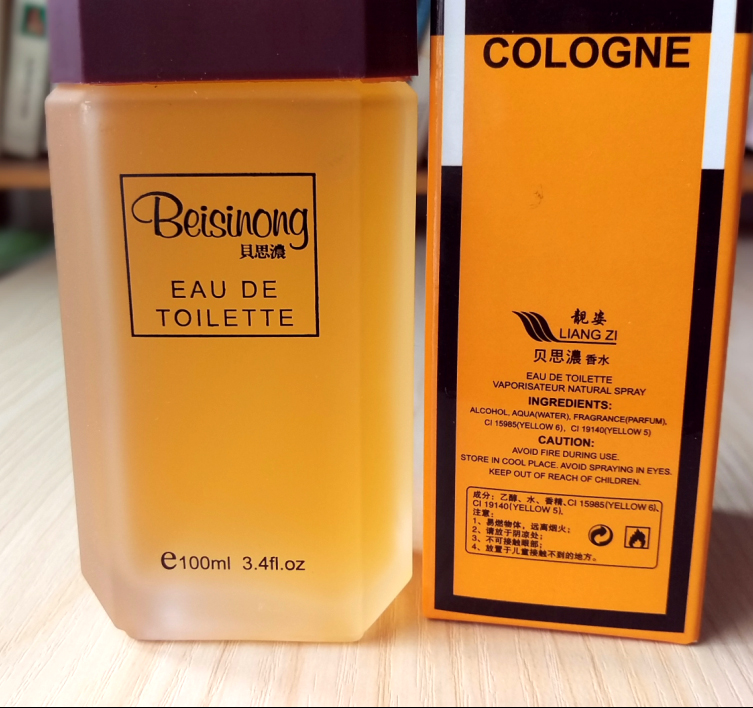 Beisinong
貝思濃
EAU DE
TOILETTE
e100ml 3.4fl.oz
COLOGNE
靓姿
LIANG ZI
贝思濃 香水
EAU DE TOILETTE
VAPORISATEUR NATURAL SPRAY
INGREDIENTS:
ALCOHOL, AQUA(WATER), FRAGRANCE(PARFUM),
CI 15985(YELLOW 6)、CI 19140(YELLOW 5)
CAUTION:
AVOID FIRE DURING USE.
STORE IN COOL PLACE. AVOID SPRAYING IN EYES.
KEEP OUT OF REACH OF CHILDREN.
成分：乙醇、水、香精、CI 15985(YELLOW 6)、
CI 19140(YELLOW 5)、
注意：
1、易燃物体，远离烟火；
2、请放于阴凉处；
3、不可接触眼部；
4、放置于儿童接触不到的地方。